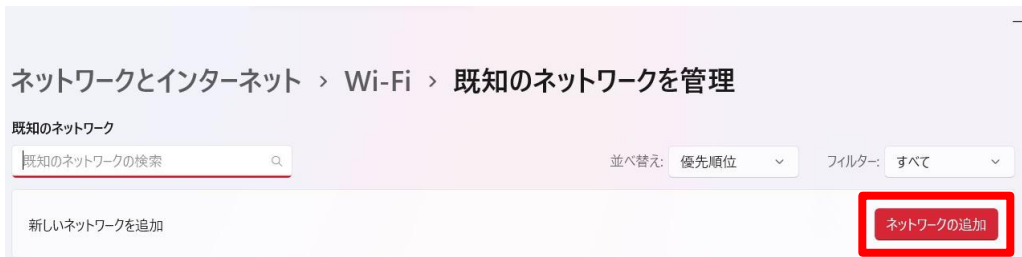 ネットワークとインターネット › Wi-Fi › 既知のネットワークを管理
既知のネットワーク
既知のネットワークの検索 並べ替え: 優先順位 フィルター: すべて
新しいネットワークを追加 ネットワークの追加